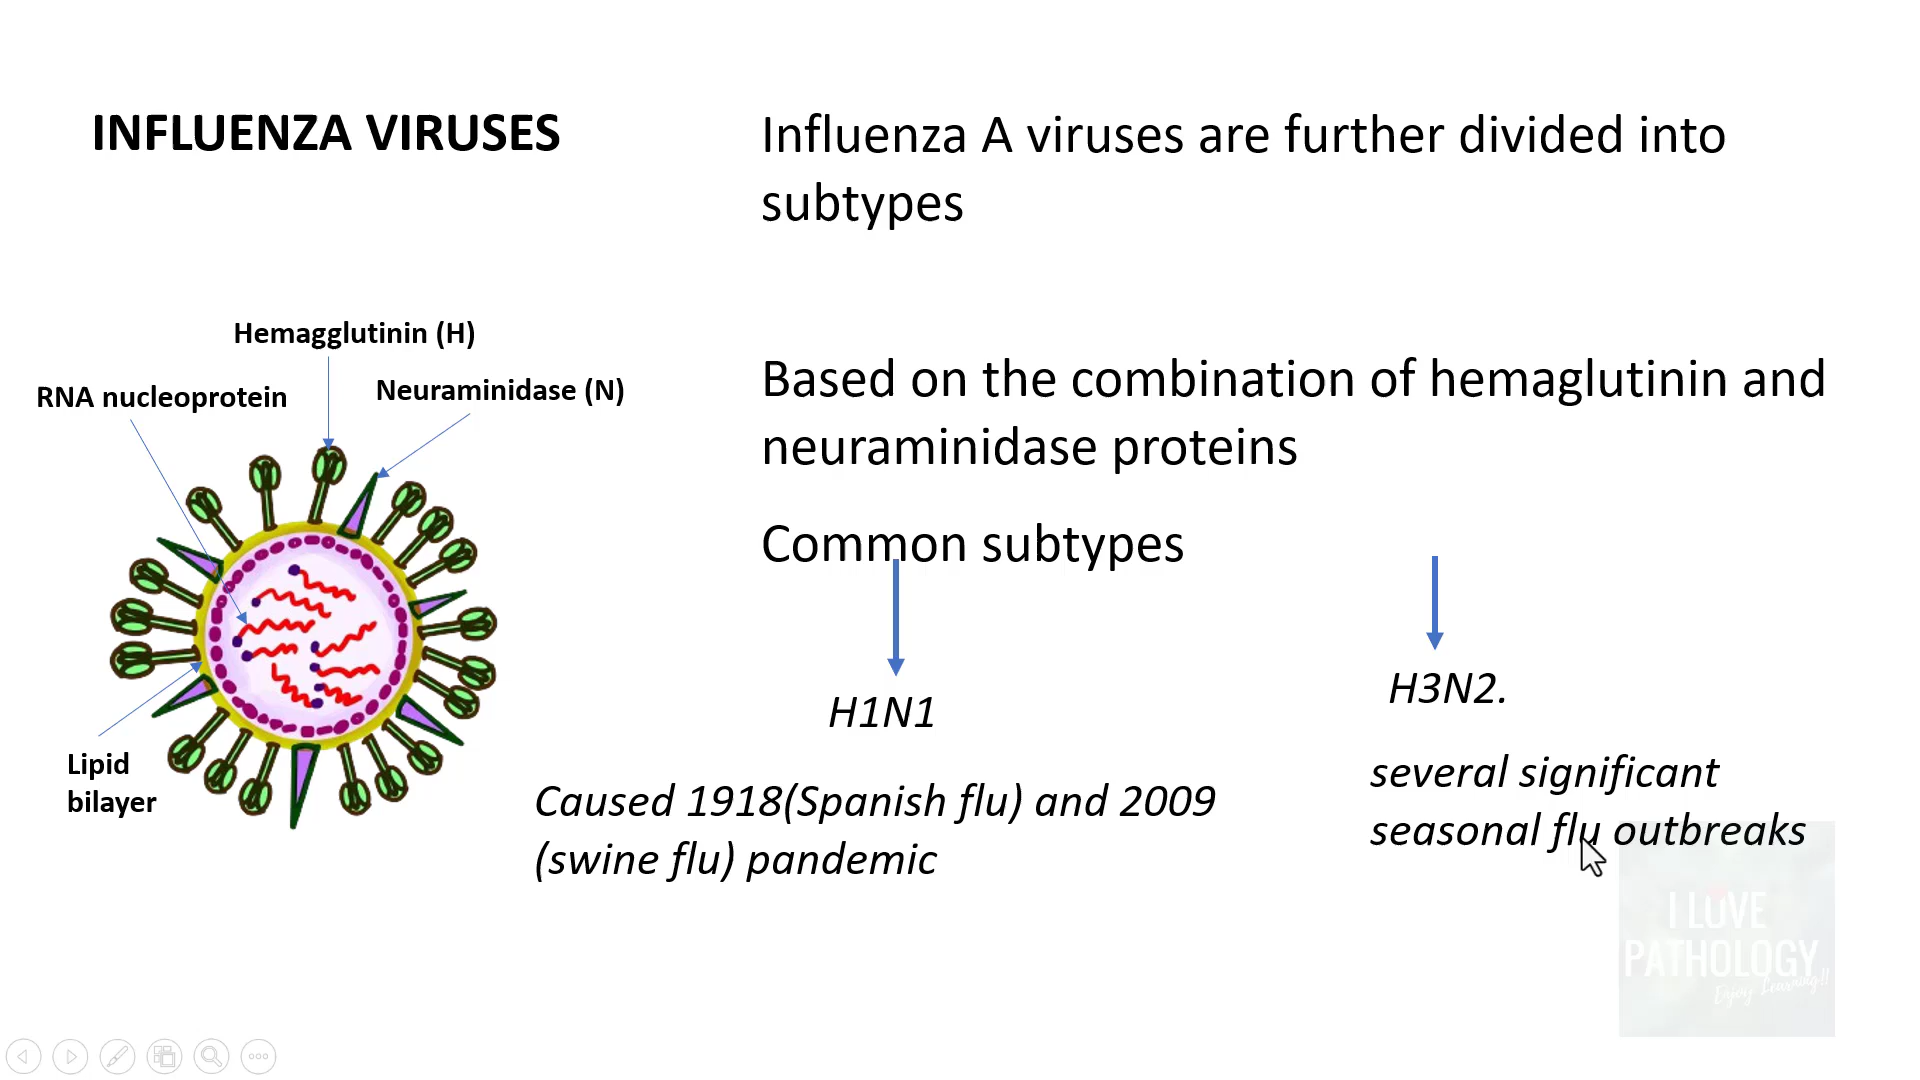 INFLUENZA VIRUSES
Influenza A viruses are further divided into
subtypes
Hemagglutinin (H)
RNA nucleoprotein
Neuraminidase (N)
Lipid
bilayer
Based on the combination of hemaglutinin and
neuraminidase proteins
Common subtypes
H1N1
Caused 1918(Spanish flu) and 2009
(swine flu) pandemic
H3N2.
several significant
seasonal flu outbreaks
I LOVE
PATHOLOGY
Enjoy Learning!!